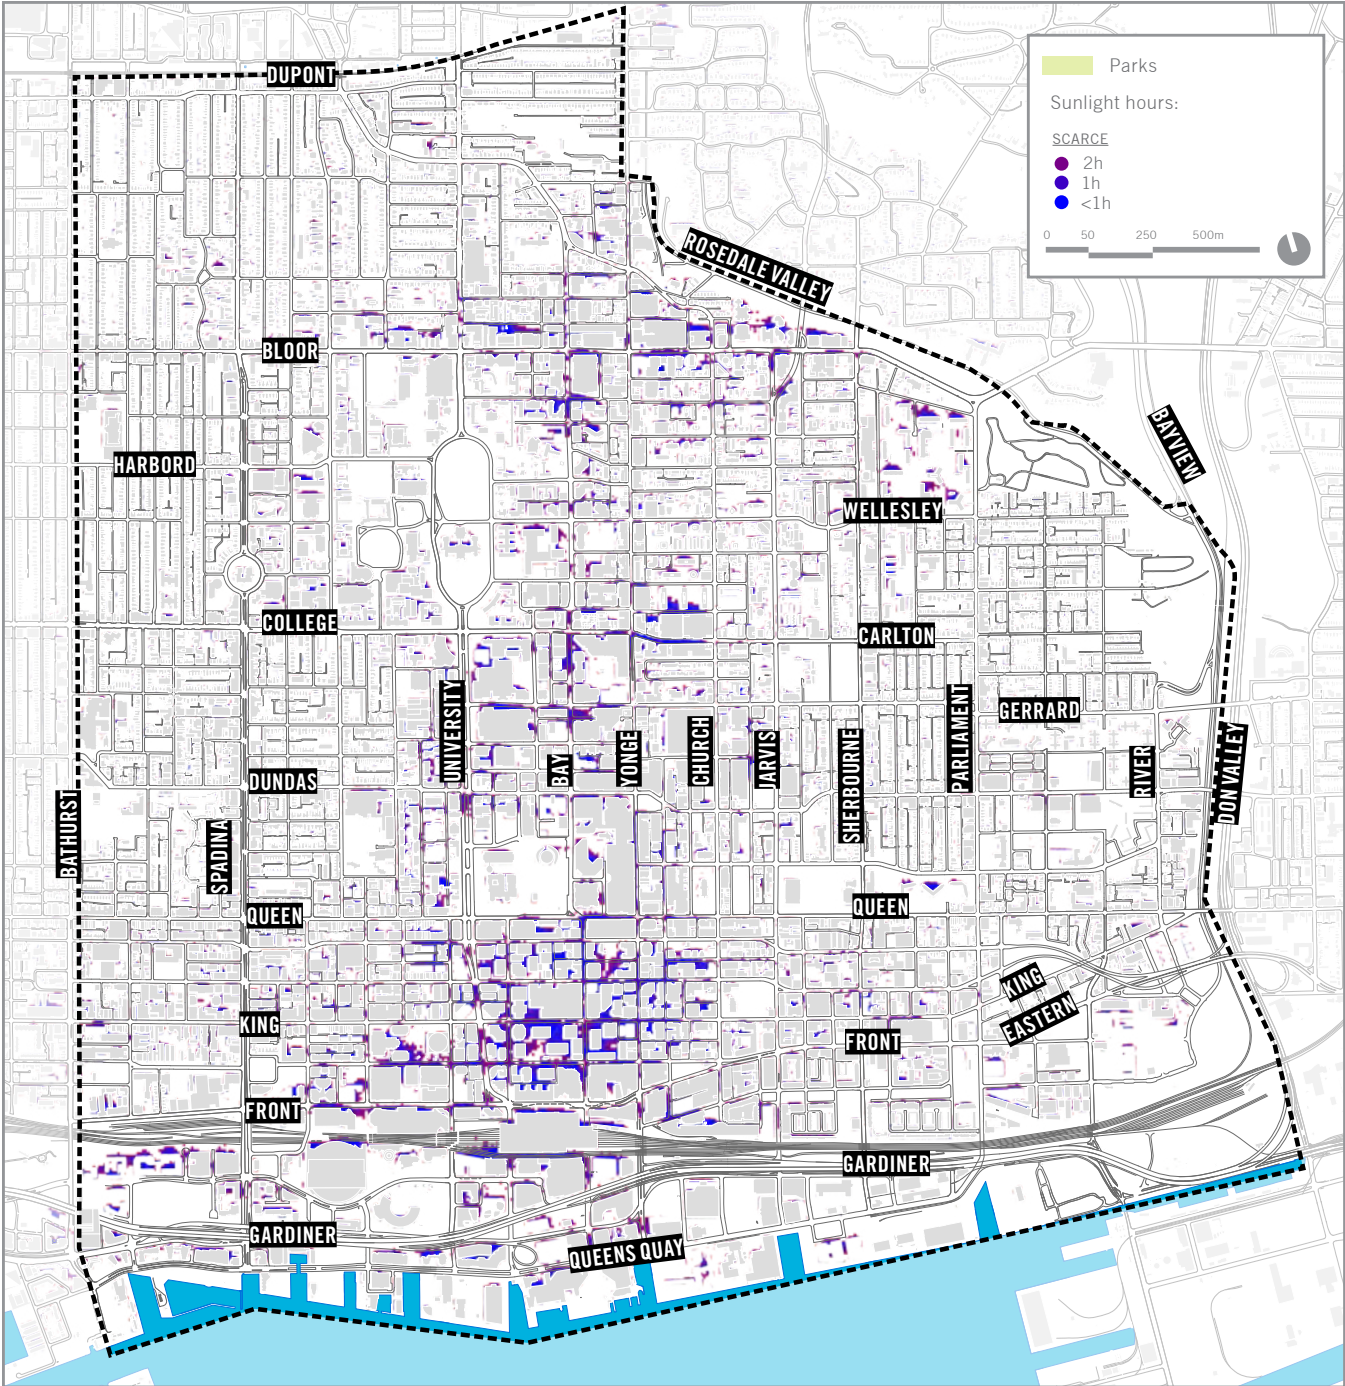 DUPONT
Parks
Sunlight hours:
SCARCE
2h
1h
<1h
0 50 250 500m
ROSEDALE VALLEY
BLOOR
HARBORD
BAYVIEW
WELLESLEY
COLLEGE
CARLTON
UNIVERSITY
PARLIAMENT
GERRARD
BAY
YONGE
CHURCH
JARVIS
SHERBOURNE
RIVER
DON VALLEY
DUNDAS
BATHURST
SPADINA
QUEEN
QUEEN
KING
EASTERN
KING
FRONT
FRONT
GARDINER
GARDINER
QUEENS QUAY